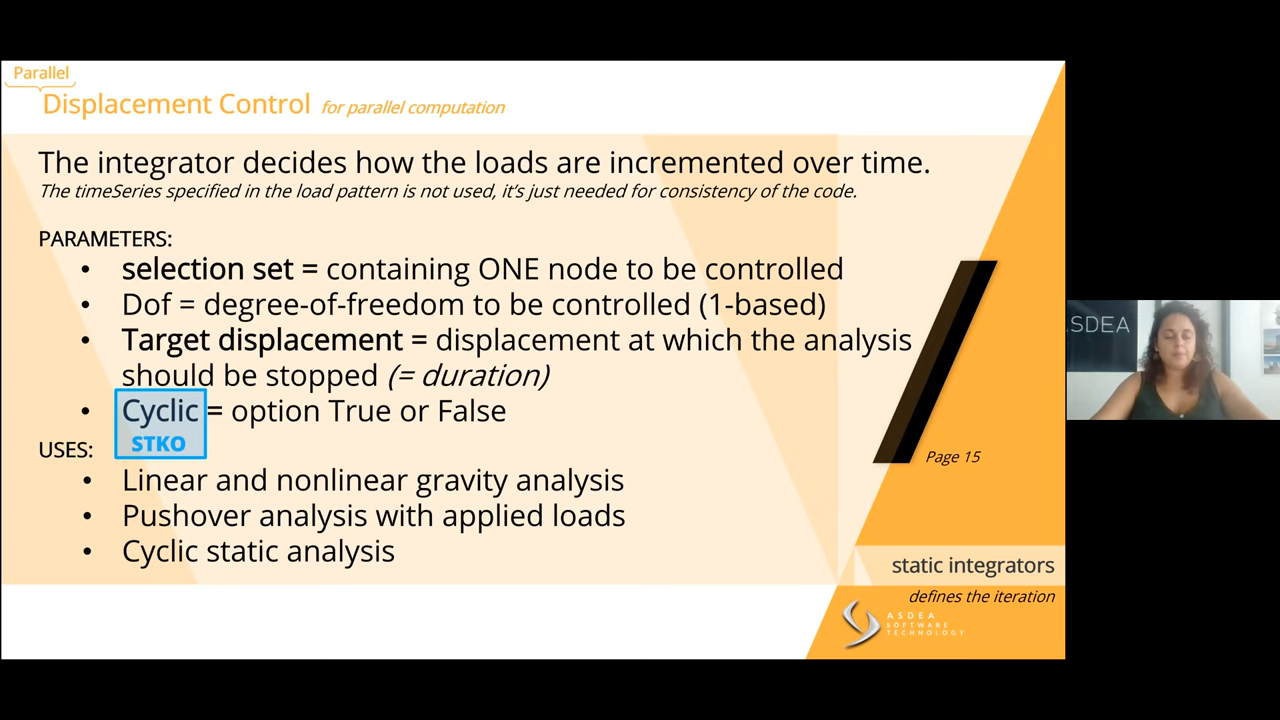 Parallel
Displacement Control for parallel computation
The integrator decides how the loads are incremented over time.
The timeSeries specified in the load pattern is not used, it's just needed for consistency of the code.
PARAMETERS:
• selection set = containing ONE node to be controlled
• Dof = degree-of-freedom to be controlled (1-based)
• Target displacement = displacement at which the analysis
should be stopped (= duration)
• Cyclic = option True or False
STKO
USES:
• Linear and nonlinear gravity analysis
• Pushover analysis with applied loads
• Cyclic static analysis
Page 15
static integrators
defines the iteration
ASDEA
SOFTWARE
TECHNOLOGY
ASDEA